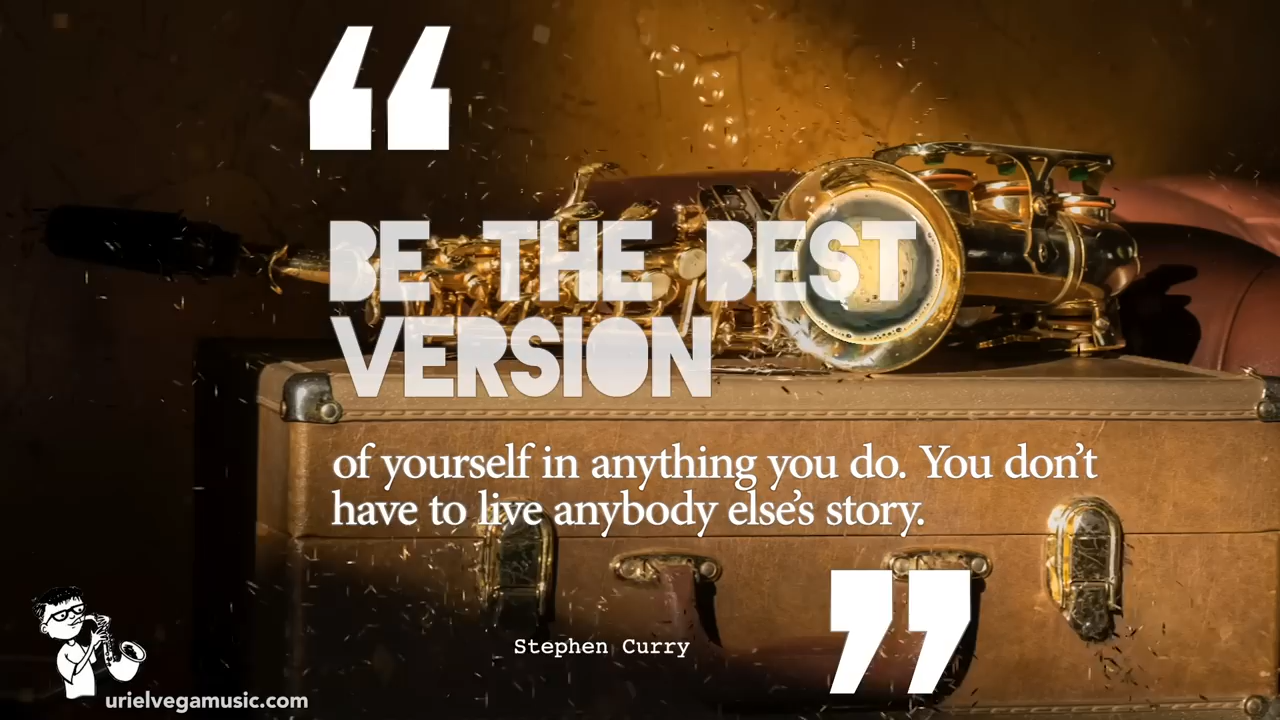 “
BE THE BEST
VERSION
of yourself in anything you do. You don’t
have to live anybody else’s story.
”
Stephen Curry
urielvegamusic.com